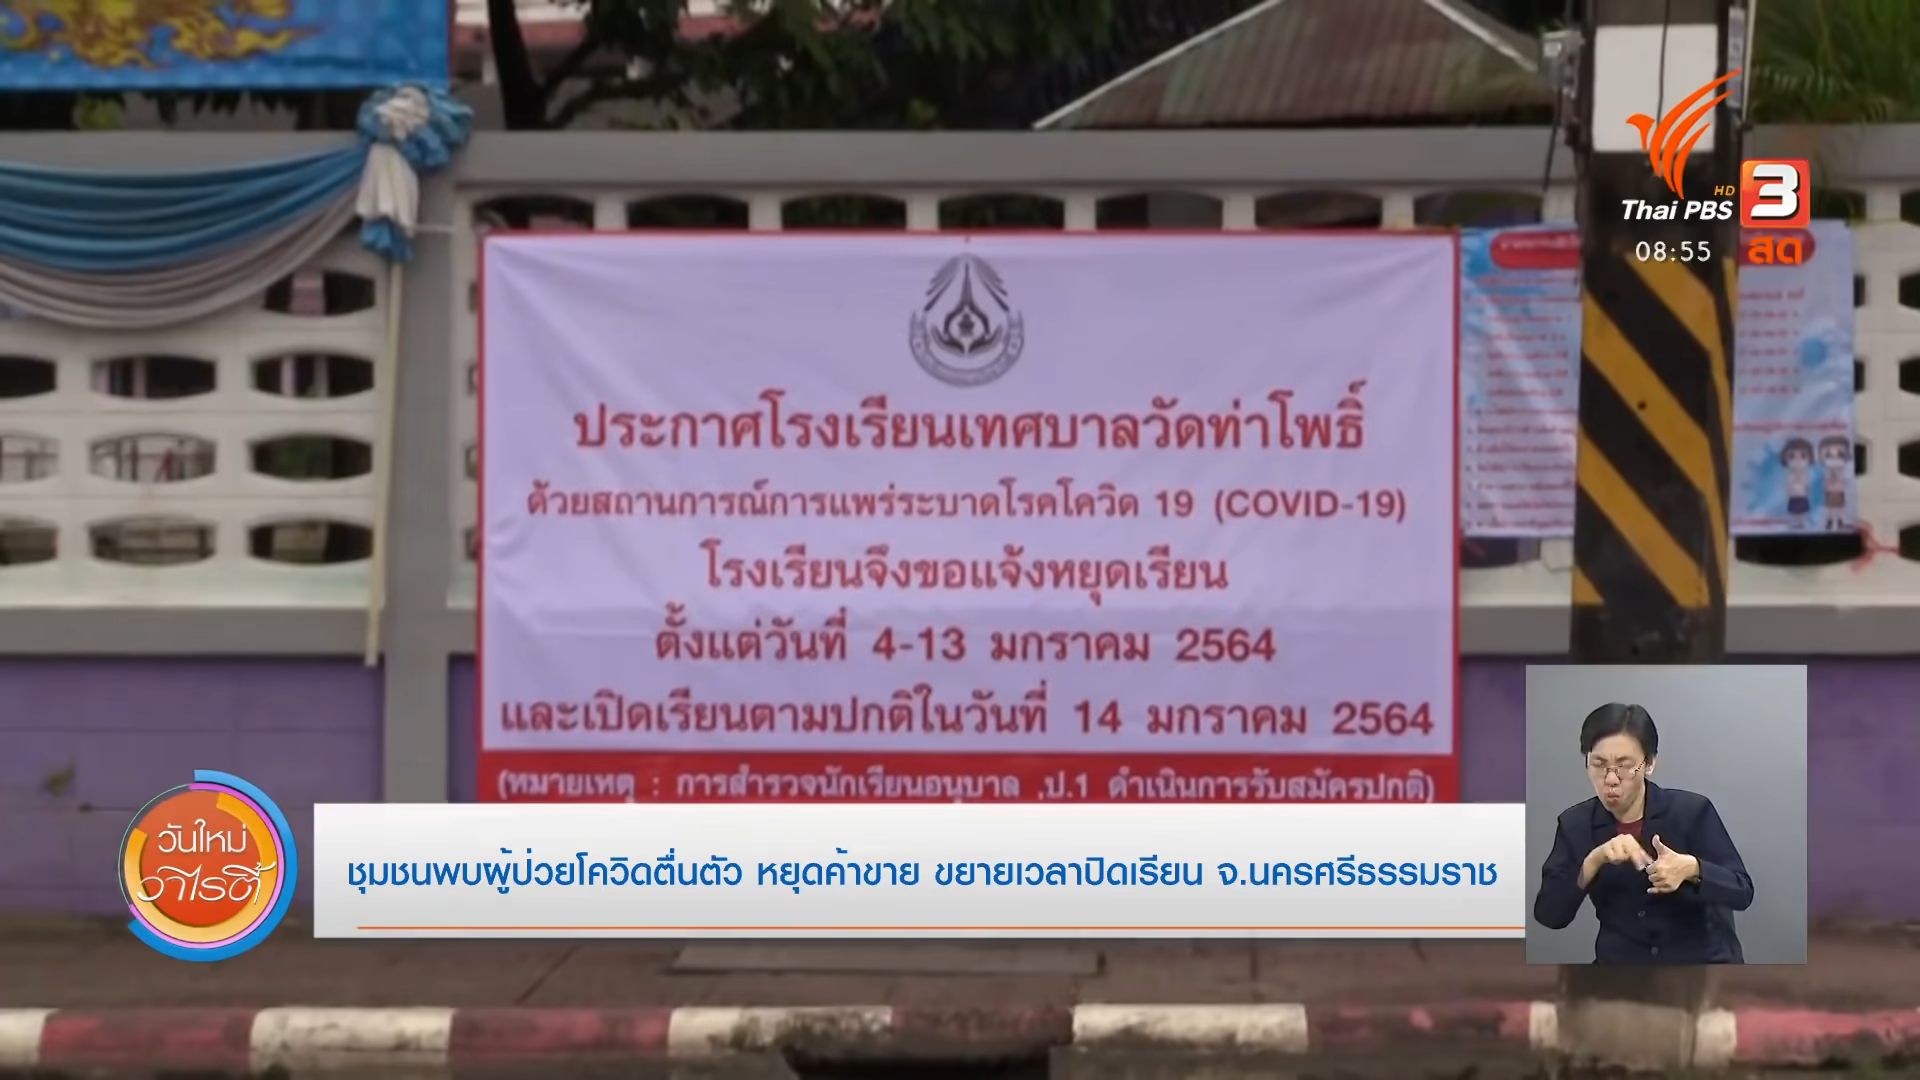 HD
Thai PBS 3
08:55 สด
ประกาศโรงเรียนเทศบาลวัดท่าโพธิ์
ด้วยสถานการณ์การแพร่ระบาดโรคโควิด 19 (COVID-19)
โรงเรียนจึงขอแจ้งหยุดเรียน
ตั้งแต่วันที่ 4-13 มกราคม 2564
และเปิดเรียนตามปกติในวันที่ 14 มกราคม 2564
(หมายเหตุ : การสำรวจนักเรียนอนุบาล ,ป.1 ดำเนินการรับสมัครปกติ)
วันใหม่
วาไรตี้
ชุมชนพบผู้ป่วยโควิดตื่นตัว หยุดค้าขาย ขยายเวลาปิดเรียน จ.นครศรีธรรมราช